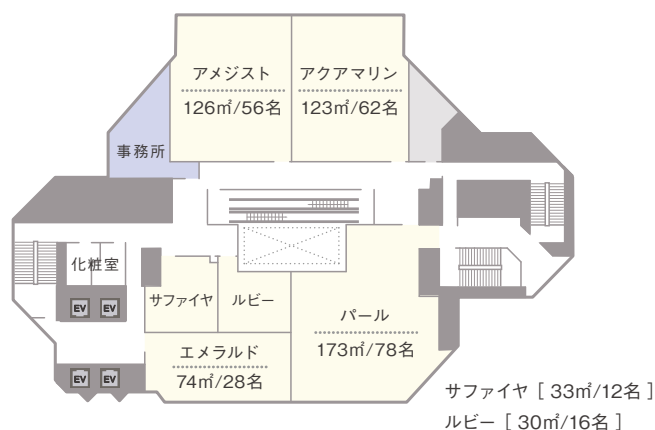 アメジスト
126㎡/56名
アクアマリン
123㎡/62名
事務所
化粧室
EV EV
サファイヤ
ルビー
パール
173㎡/78名
エメラルド
74㎡/28名
EV EV
サファイヤ [ 33㎡/12名 ]
ルビー [ 30㎡/16名 ]